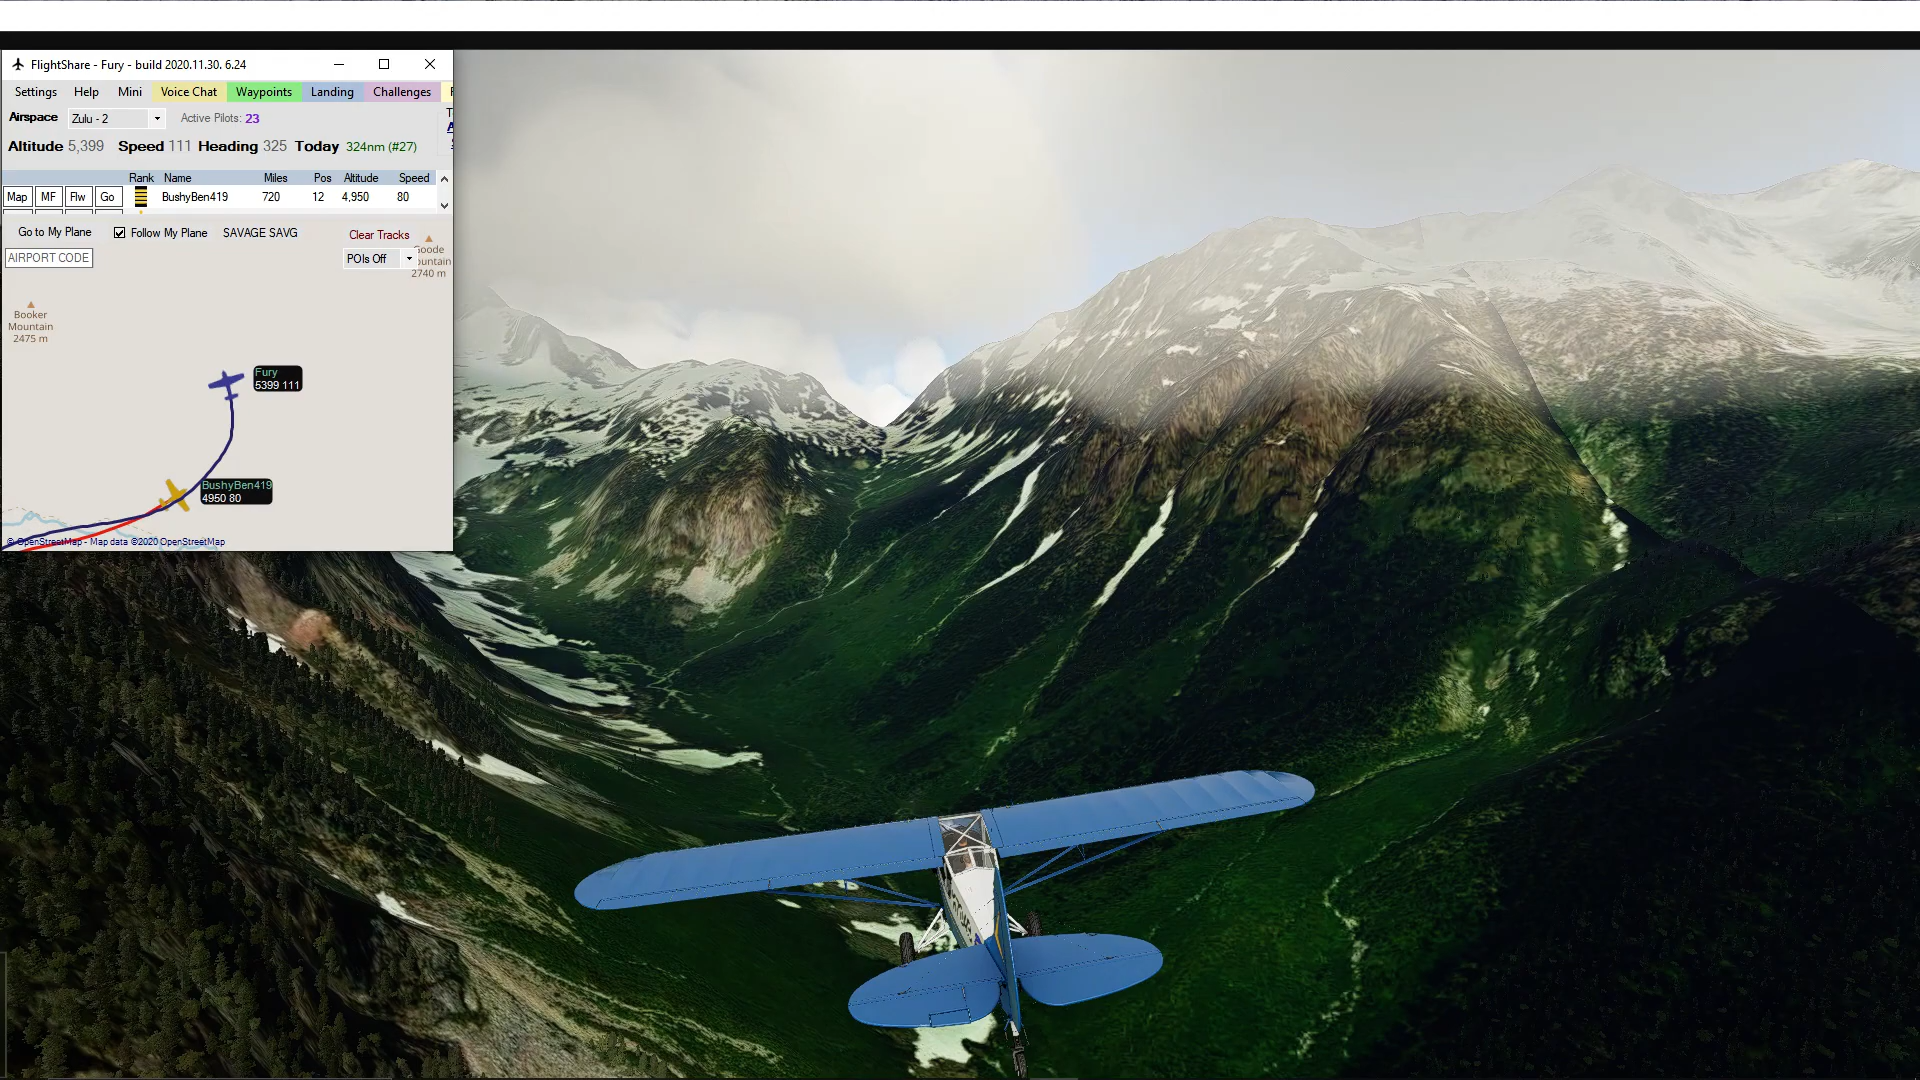 FlightShare - Fury - build 2020.11.30. 6.24
Settings Help Mini Voice Chat Waypoints Landing Challenges
Airspace Zulu - 2 Active Pilots: 23
Altitude 5,399 Speed 111 Heading 325 Today 324nm (#27)
Rank Name Miles Pos Altitude Speed
Map MF Flw Go BushyBen419 720 12 4,950 80
Go to My Plane Follow My Plane SAVAGE SAVG Clear Tracks
AIRPORT CODE POIs Off
Goode
2740 m
Booker
Mountain
2475 m
Fury
5399 111
BushyBen419
4950 80
© OpenStreetMap - Map data ©2020 OpenStreetMap